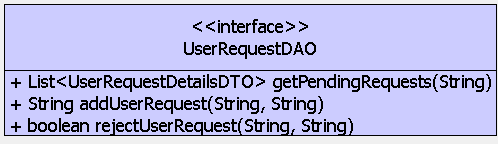 <<interface>>
UserRequestDAO
+ List<UserRequestDetailsDTO> getPendingRequests(String)
+ String addUserRequest(String, String)
+ boolean rejectUserRequest(String, String)